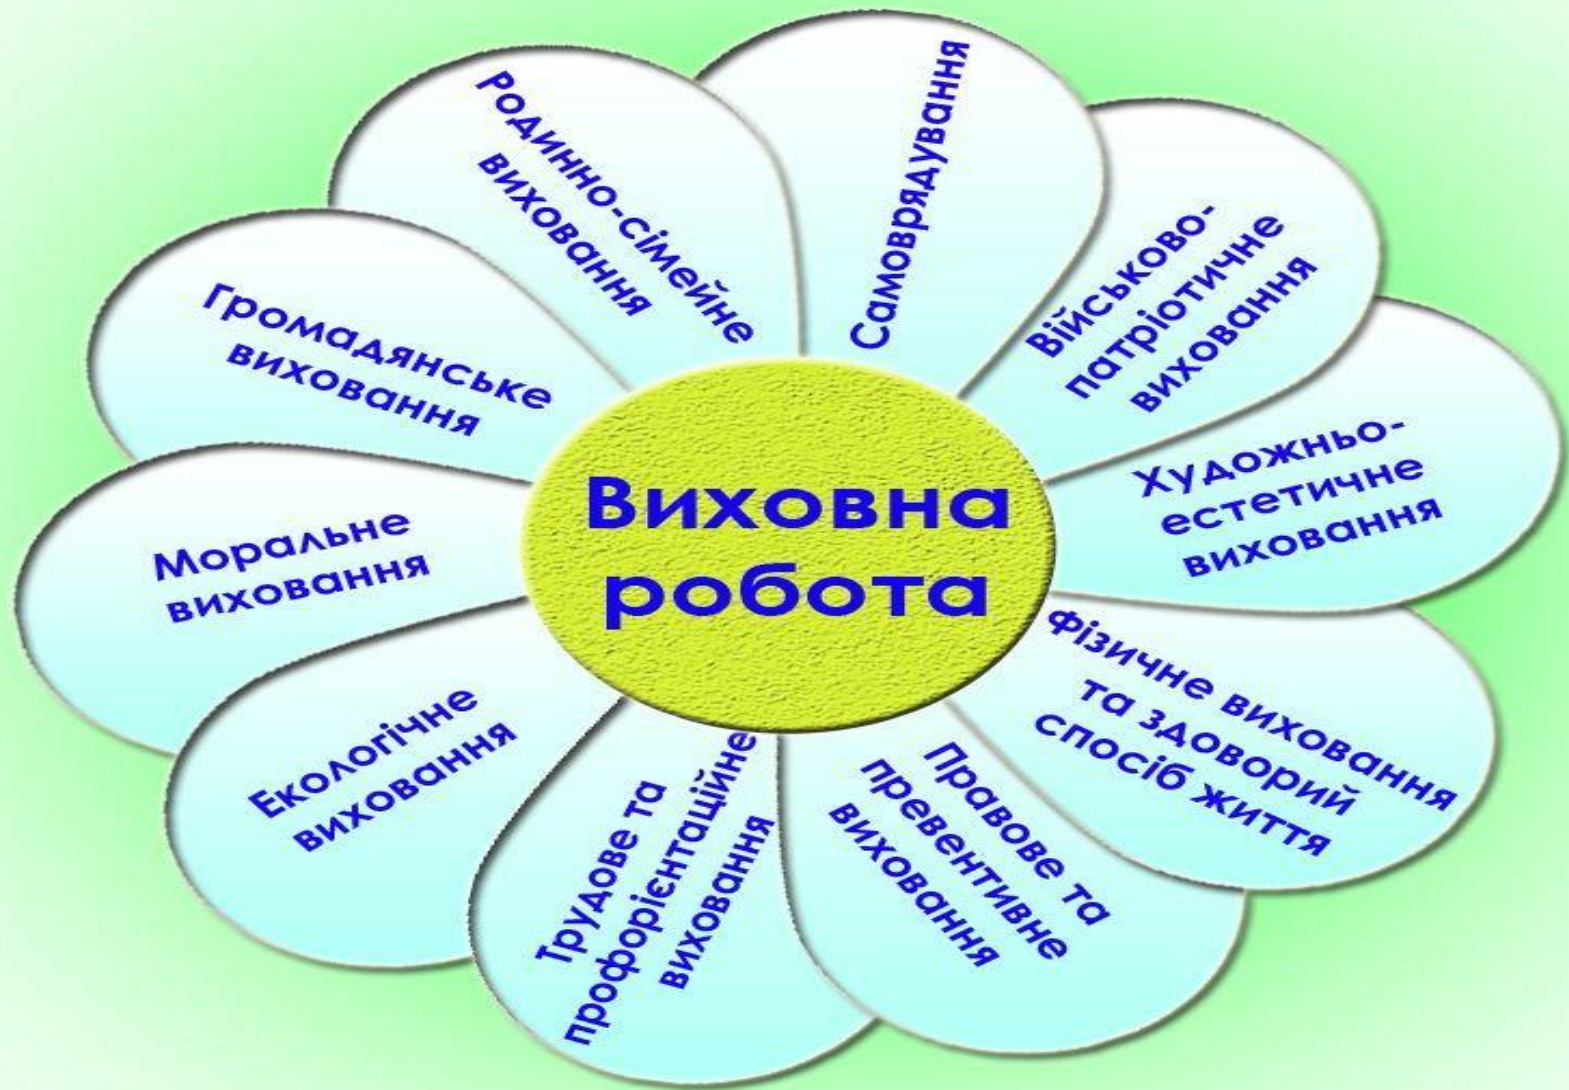 Виховна
робота
Самоврядування
Військово-
патріотичне
виховання
Художньо-
естетичне
виховання
Фізичне виховання
та здоворий
спосіб життя
Правове та
превентивне
виховання
Трудове та
профорієнтаційне
виховання
Екологічне
виховання
Моральне
виховання
Громадянське
виховання
Родинно-сімейне
виховання